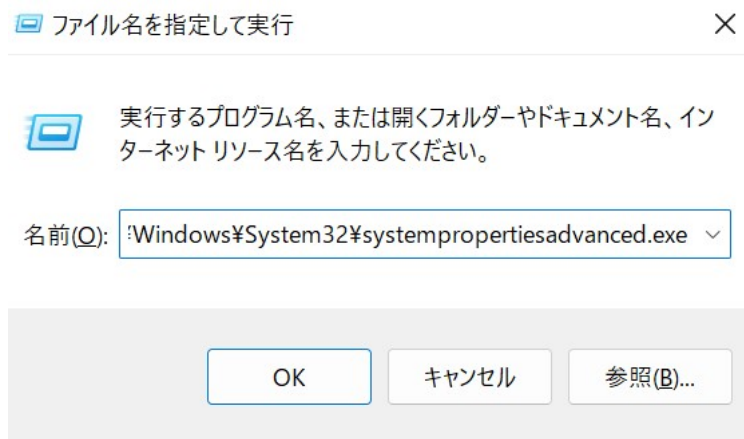 ファイル名を指定して実行
実行するプログラム名、または開くフォルダーやドキュメント名、イン
ターネット リソース名を入力してください。
名前(O): ¥Windows¥System32¥systempropertiesadvanced.exe
OK キャンセル 参照(B)...